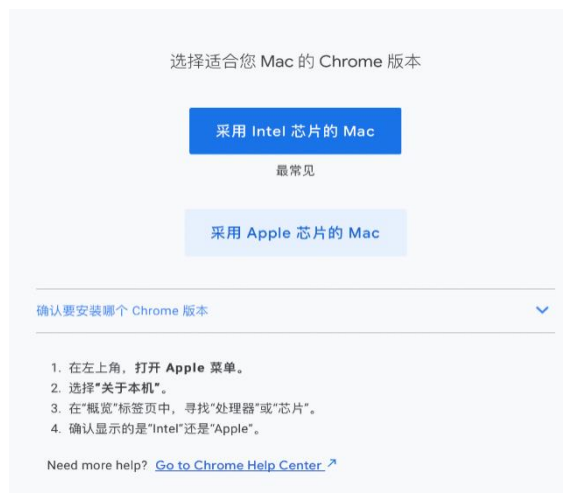 选择适合您 Mac 的 Chrome 版本
采用 Intel 芯片的 Mac
最常见
采用 Apple 芯片的 Mac
确认要安装哪个 Chrome 版本
1. 在左上角，打开 Apple 菜单。
2. 选择“关于本机”。
3. 在“概览”标签页中，寻找“处理器”或“芯片”。
4. 确认显示的是“Intel”还是“Apple”。
Need more help? Go to Chrome Help Center